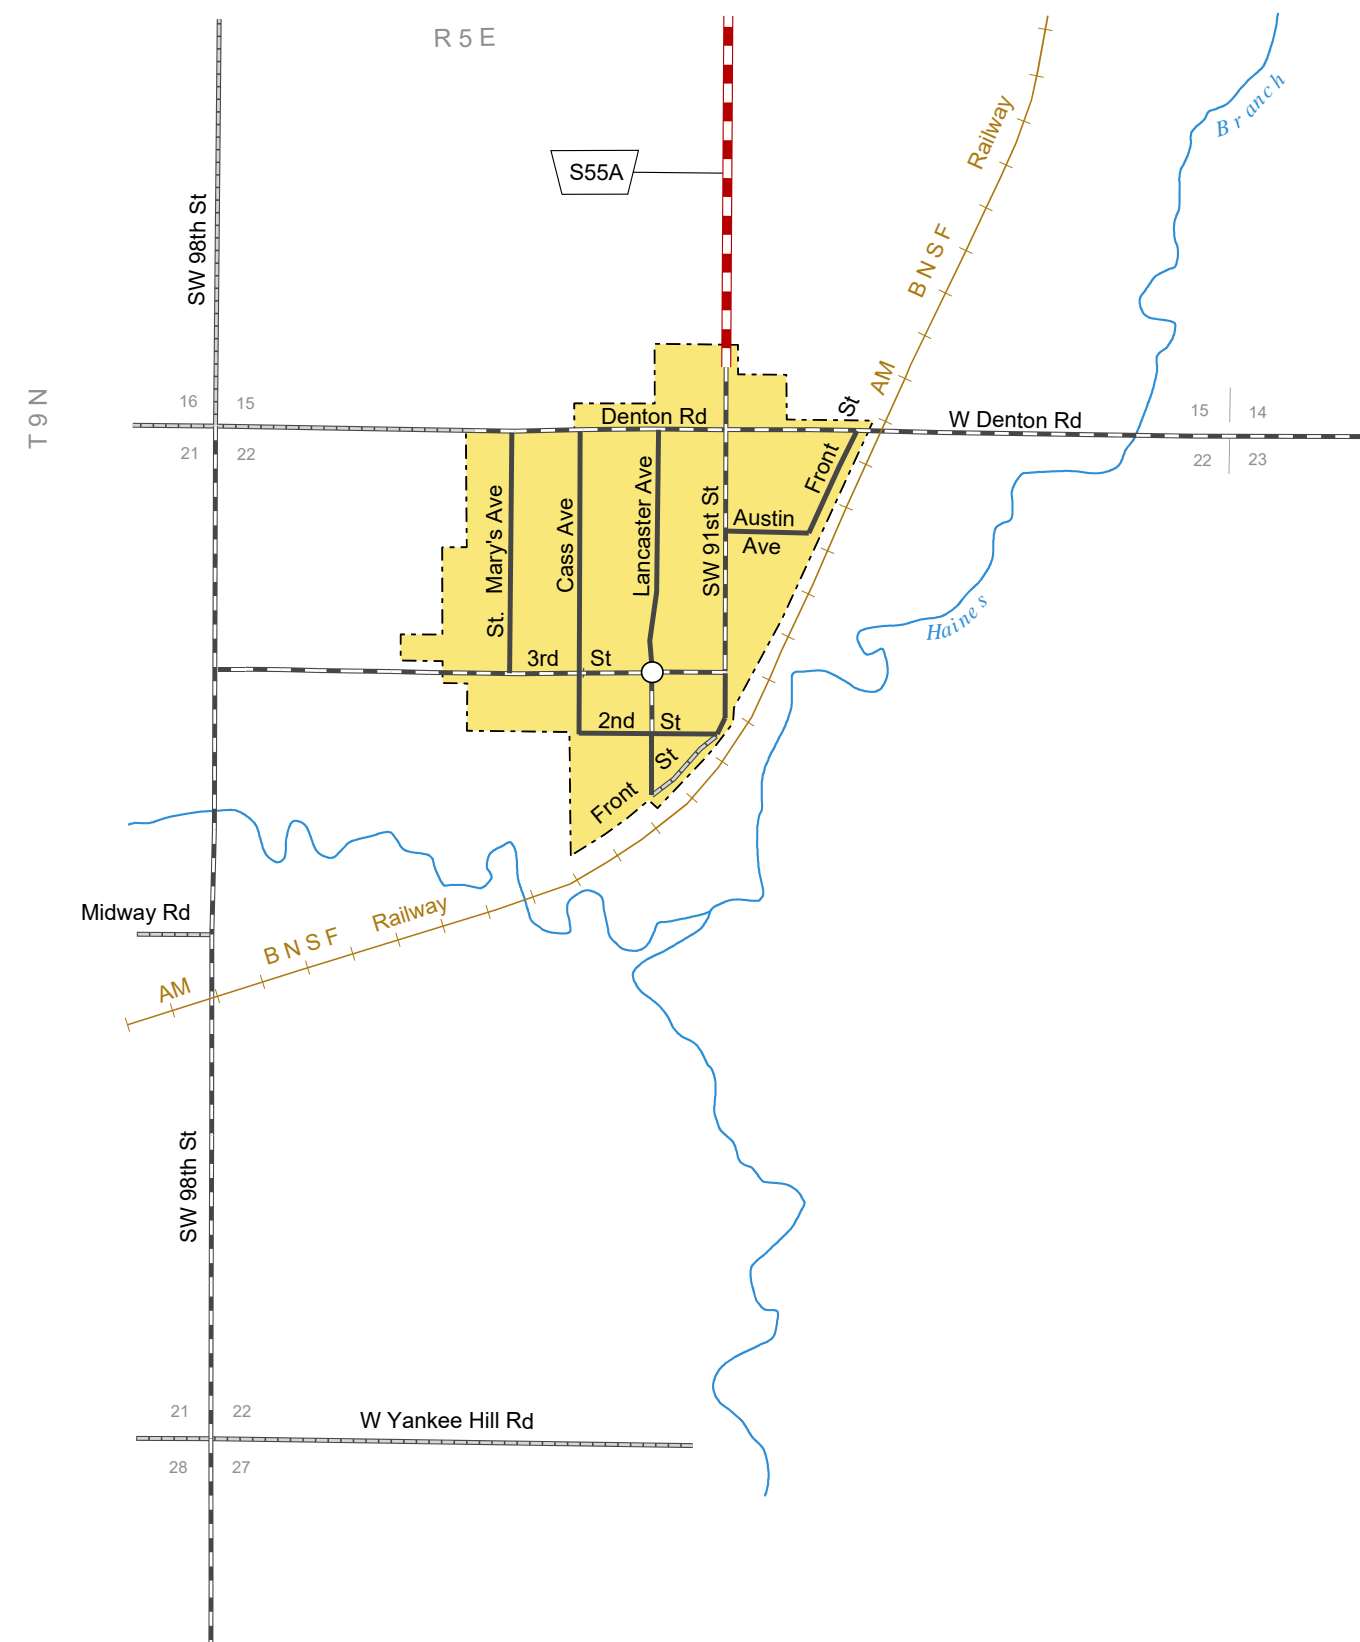 R 5 E
Branch
Railway
S55A
SW 98th St
BNSF
AM
T 9 N
16 15
21 22
Denton Rd
St
W Denton Rd
15 14
22 23
Front
St. Mary's Ave
Cass Ave
Lancaster Ave
SW 91st St
Austin
Ave
Haines
3rd St
2nd St
Front St
Midway Rd
AM BNSF Railway
SW 98th St
21 22
W Yankee Hill Rd
28 27